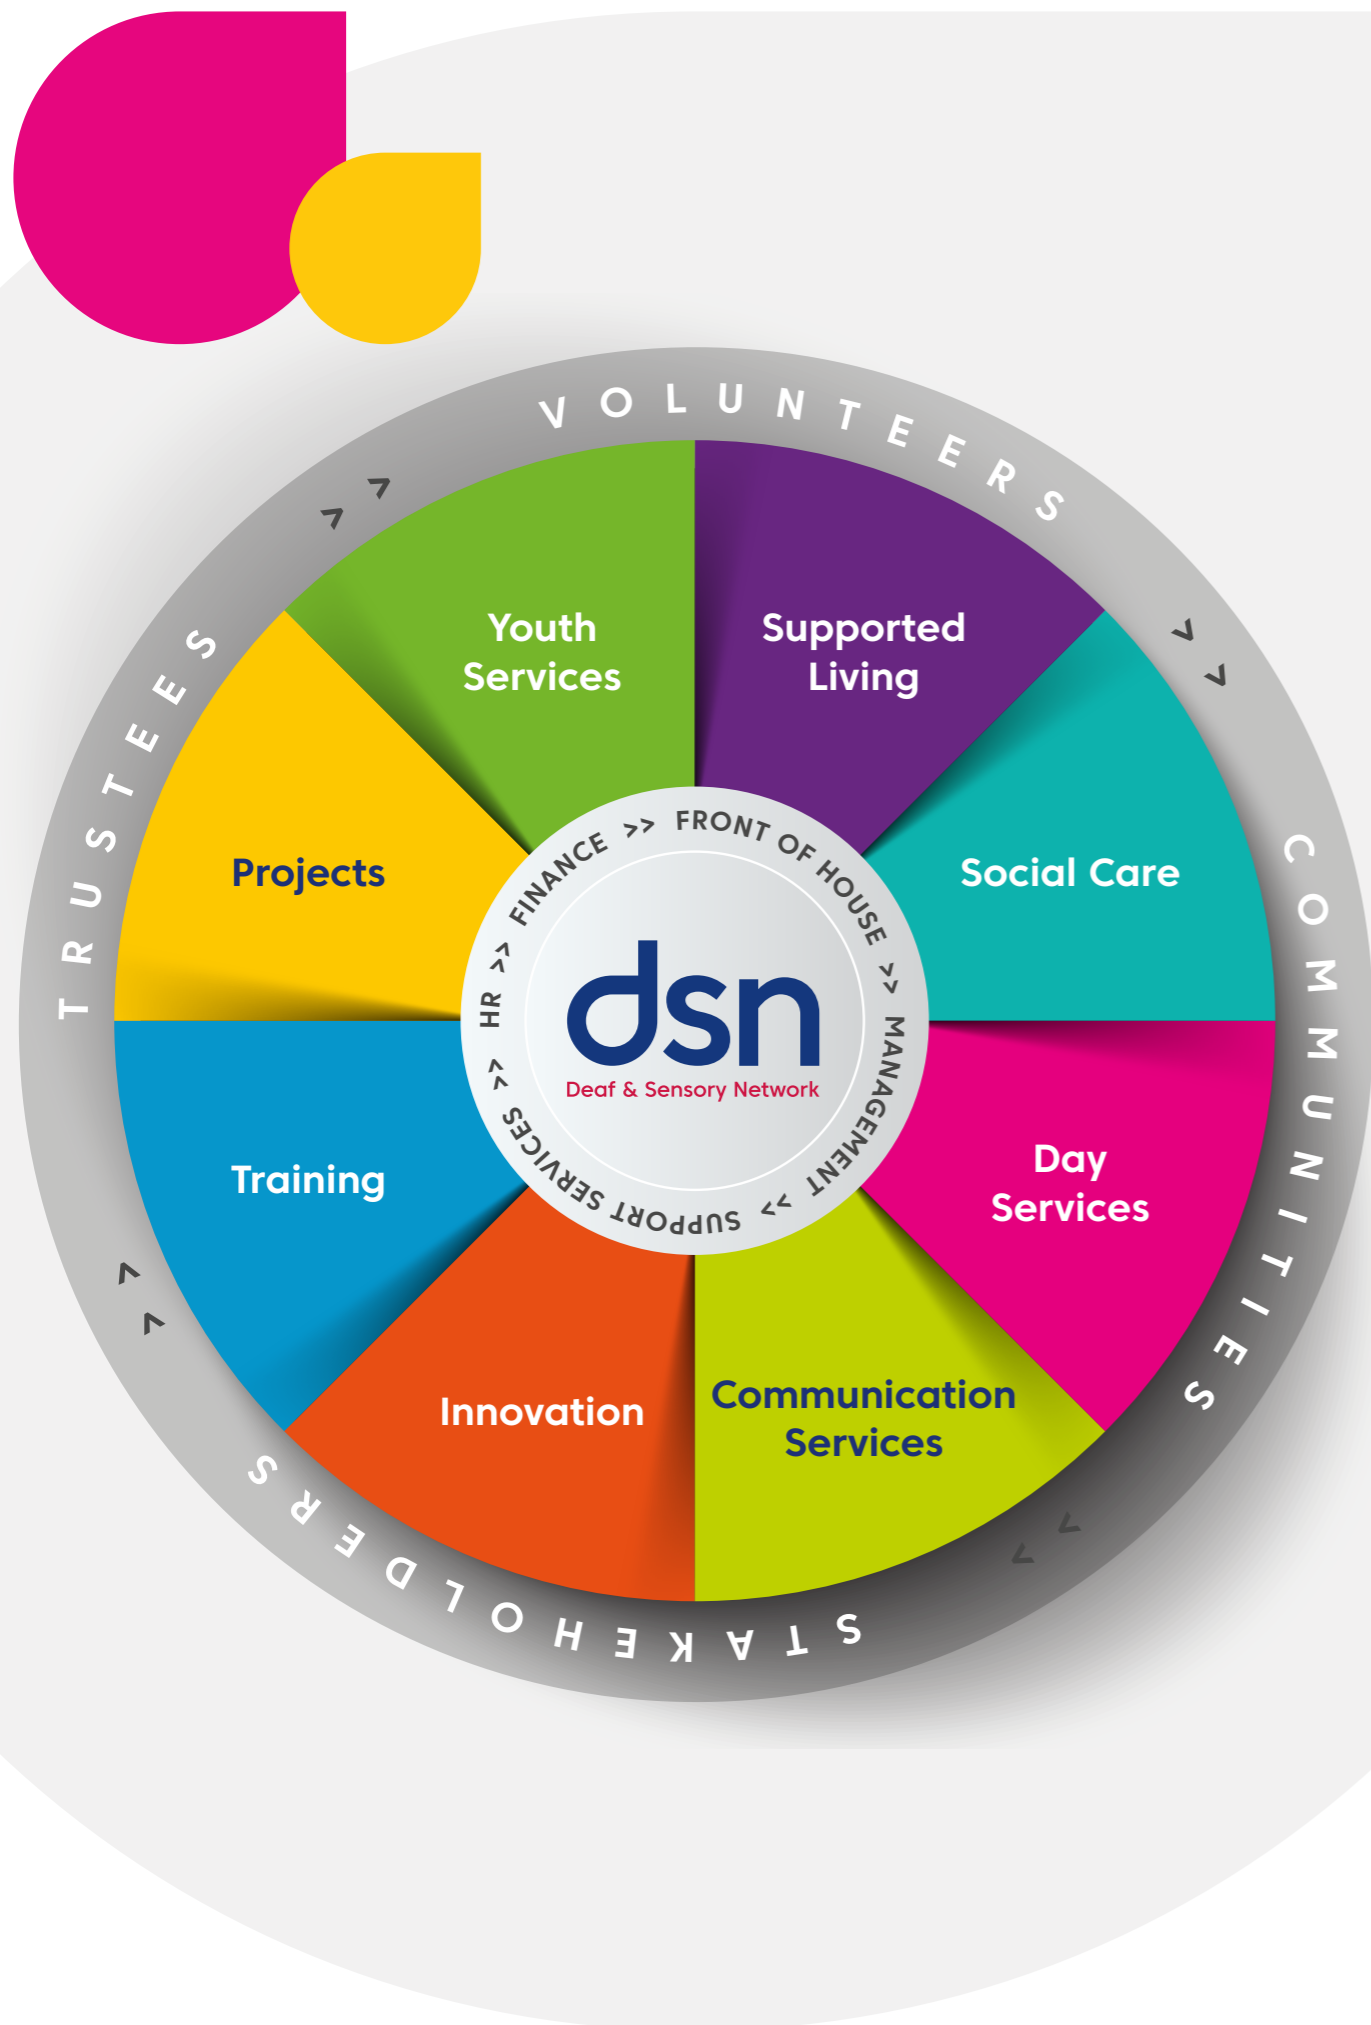 VOLUNTEERS >>
COMMUNITIES >>
STAKEHOLDERS >>
TRUSTEES >>
Youth
Services
Supported
Living
Social Care
Day
Services
Communication
Services
Innovation
Training
Projects
FRONT OF HOUSE >> MANAGEMENT >> SUPPORT SERVICES >> HR >> FINANCE >>
dsn
Deaf & Sensory Network